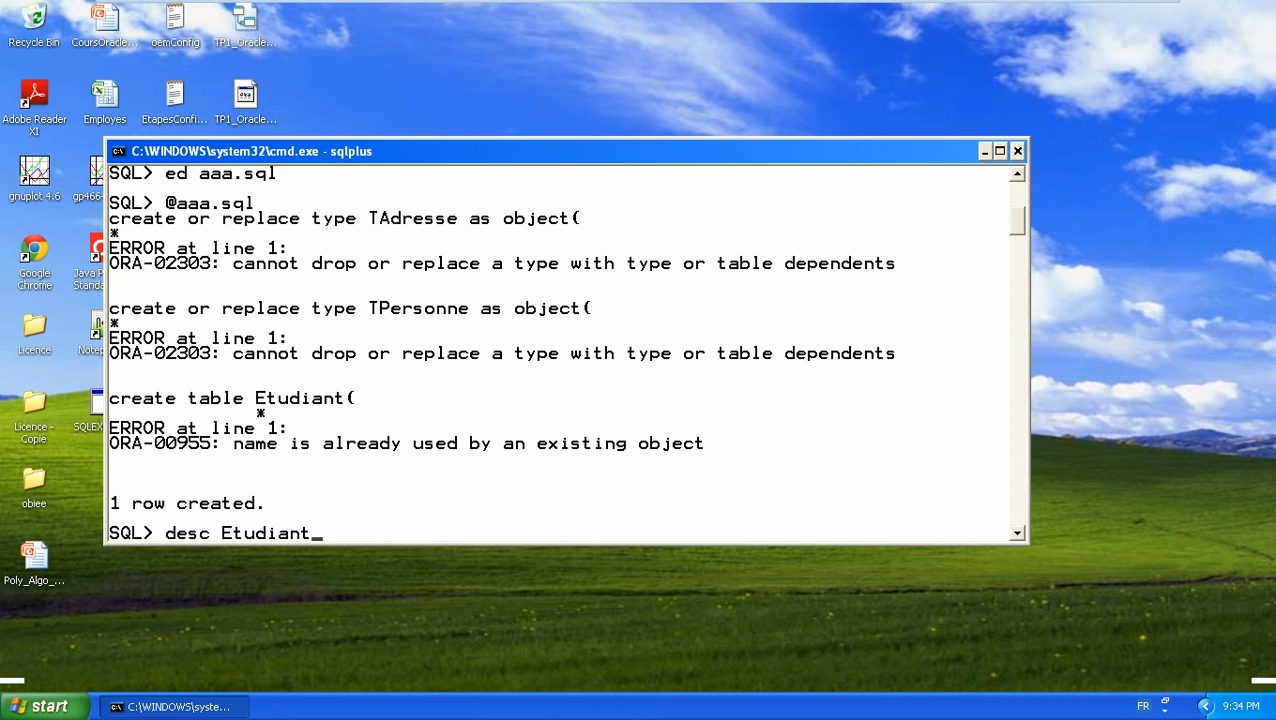 Recycle Bin
CoursOracle...
oemConfig
TP1_Oracle...
Adobe Reader
XI
Employes
EtapesConfi...
TP1_Oracle...
C:\WINDOWS\system32\cmd.exe - sqlplus
SQL> ed aaa.sql
SQL> @aaa.sql
create or replace type TAdresse as object(
*
ERROR at line 1:
ORA-02303: cannot drop or replace a type with type or table dependents
create or replace type TPersonne as object(
*
ERROR at line 1:
ORA-02303: cannot drop or replace a type with type or table dependents
create table Etudiant(
*
ERROR at line 1:
ORA-00955: name is already used by an existing object
1 row created.
SQL> desc Etudiant_
gnuplot 4.6
gp466
Google
Chrome
Java
Standa
Licence
Notep
Licence -
Copie
SQLEX
obiee
Poly_Algo_...
start
C:\WINDOWS\syste...
FR
9:34 PM